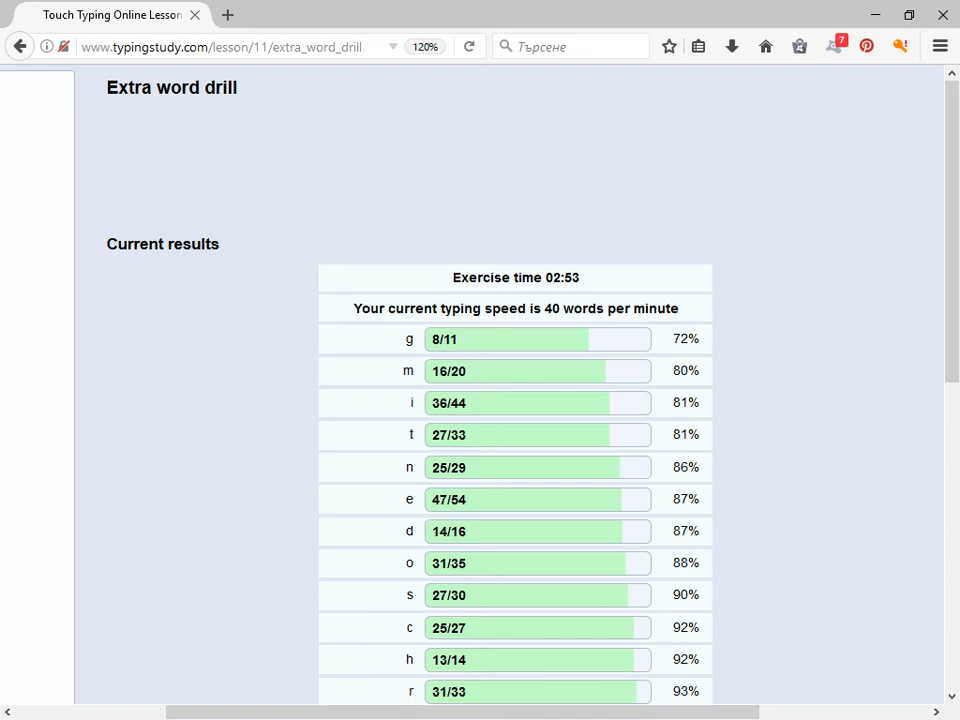 Touch Typing Online Lesson
www.typingstudy.com/lesson/11/extra_word_drill
120%
Търсене
7
Extra word drill
Current results
Exercise time 02:53
Your current typing speed is 40 words per minute
g 8/11 72%
m 16/20 80%
i 36/44 81%
t 27/33 81%
n 25/29 86%
e 47/54 87%
d 14/16 87%
o 31/35 88%
s 27/30 90%
c 25/27 92%
h 13/14 92%
r 31/33 93%